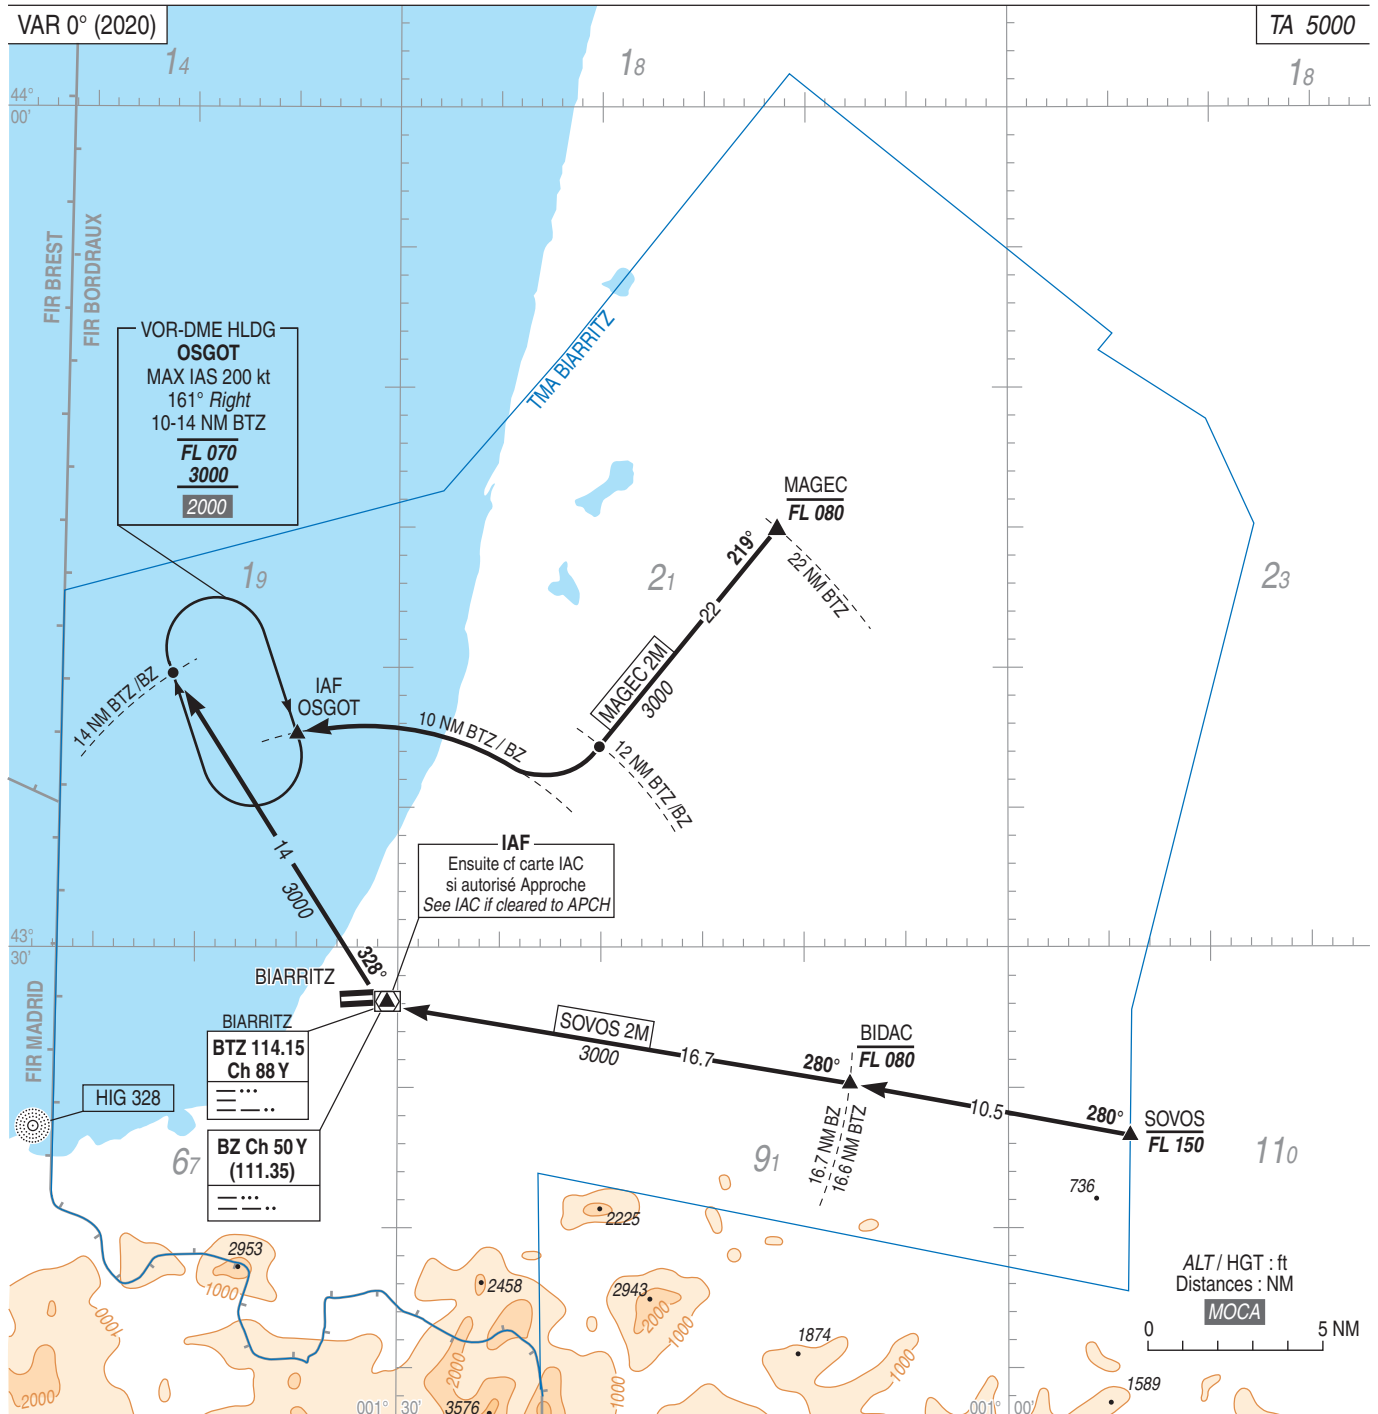 VAR 0° (2020)
TA 5000
14
18
18
44°
00'
FIR BREST
FIR BORDRAUX
TMA BIARRITZ
VOR-DME HLDG
OSGOT
MAX IAS 200 kt
161° Right
10-14 NM BTZ
FL 070
3000
2000
MAGEC
FL 080
219°
22 NM BTZ
22
19
21
23
MAGEC 2M
3000
IAF
OSGOT
14 NM BTZ/BZ
10 NM BTZ / BZ
12 NM BTZ/BZ
14
3000
IAF
Ensuite cf carte IAC
si autorisé Approche
See IAC if cleared to APCH
43°
30'
328°
BIARRITZ
FIR MADRID
BIARRITZ
BTZ 114.15
Ch 88 Y
SOVOS 2M
3000
16.7
280°
BIDAC
FL 080
HIG 328
10.5
280°
SOVOS
FL 150
BZ Ch 50 Y
(111.35)
16.7 NM BZ
16.6 NM BTZ
67
91
110
736
2225
2953
1000
2458
2943
ALT / HGT : ft
Distances : NM
MOCA
0
5 NM
1000
2000
1000
1874
1000
2000
2000
1000
1589
3576
001°
30'
001°
00'